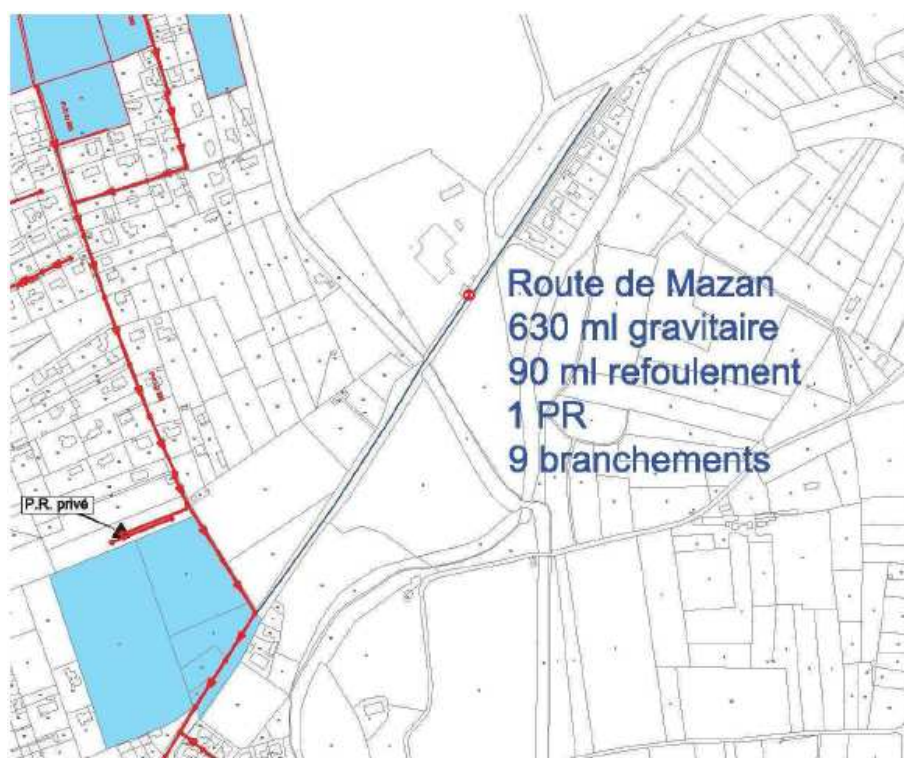 Route de Mazan
630 ml gravitaire
90 ml refoulement
1 PR
9 branchements
P.R. privé